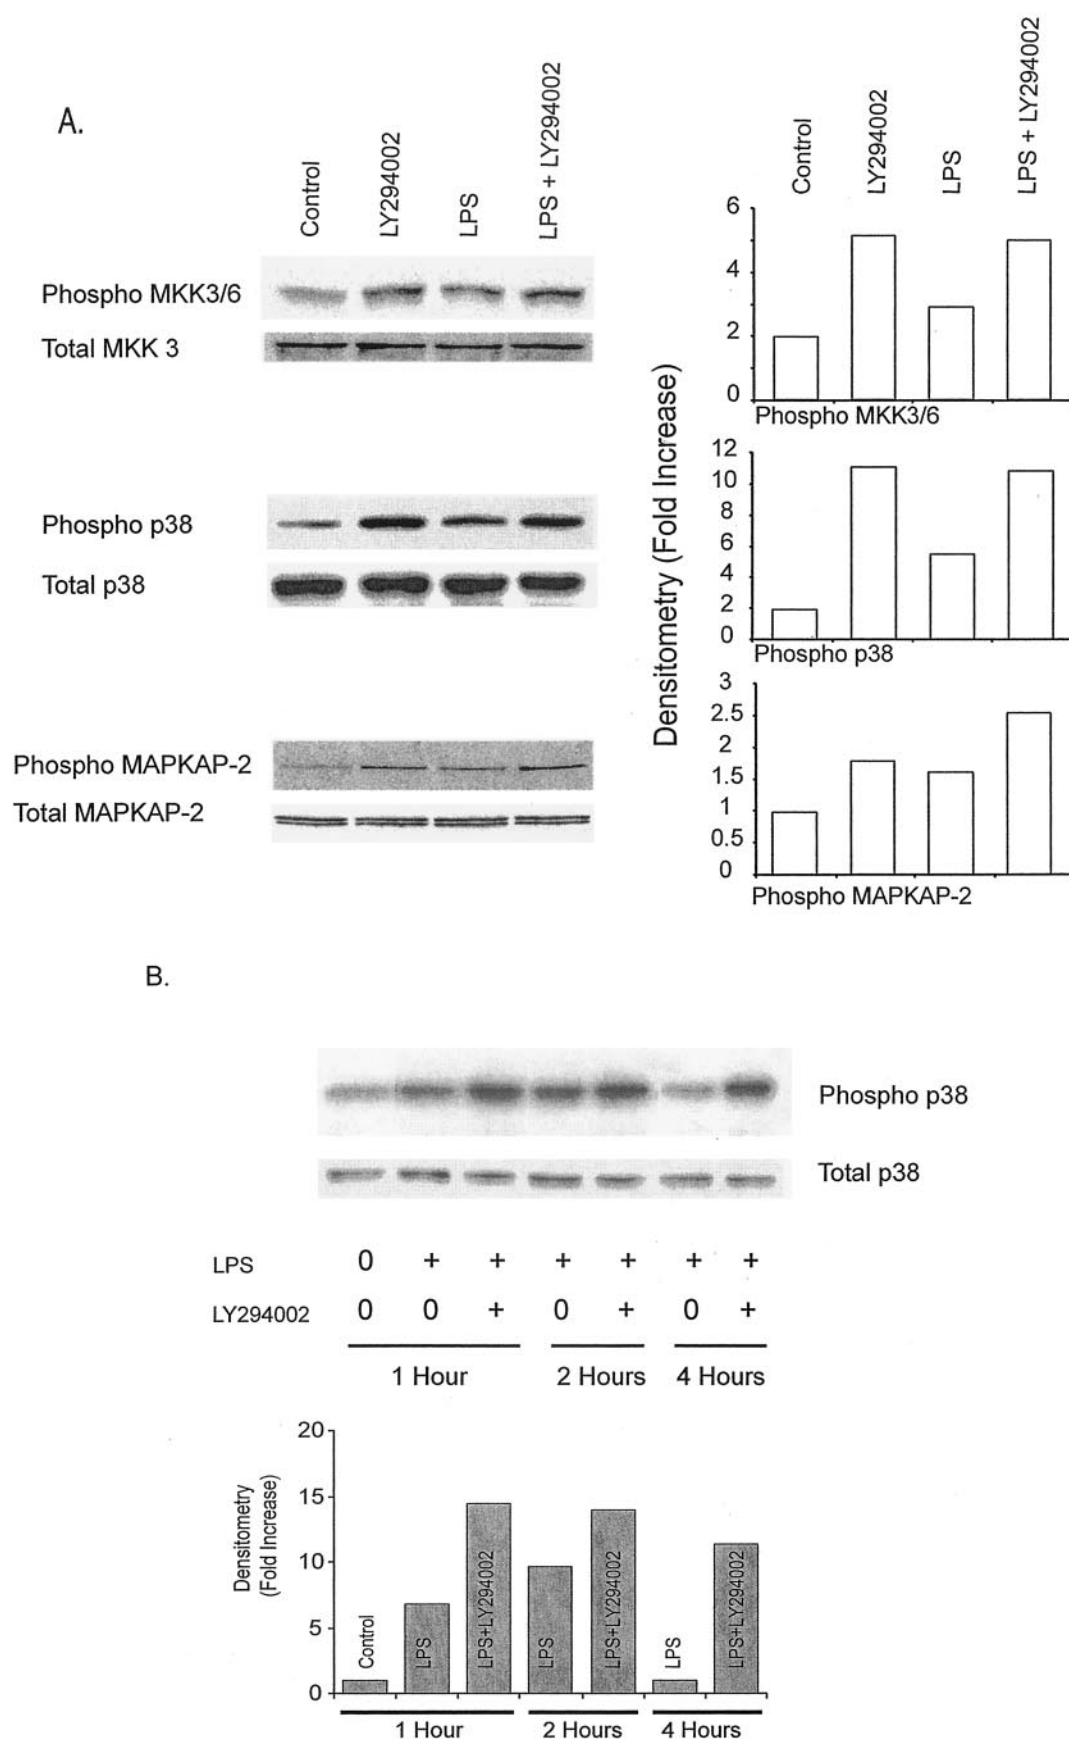 A.
Control
LY294002
LPS
LPS + LY294002
Phospho MKK3/6
Total MKK 3
Phospho p38
Total p38
Phospho MAPKAP-2
Total MAPKAP-2
Control
LY294002
LPS
LPS + LY294002
Densitometry (Fold Increase)
6
4
2
0
Phospho MKK3/6
12
10
8
6
4
2
0
Phospho p38
3
2.5
2
1.5
1
0.5
0
Phospho MAPKAP-2
B.
Phospho p38
Total p38
LPS 0 + + + + + +
LY294002 0 0 + 0 + 0 +
1 Hour 2 Hours 4 Hours
Densitometry
(Fold Increase)
20
15
10
5
0
Control
LPS
LPS+LY294002
LPS
LPS+LY294002
LPS
LPS+LY294002
1 Hour 2 Hours 4 Hours